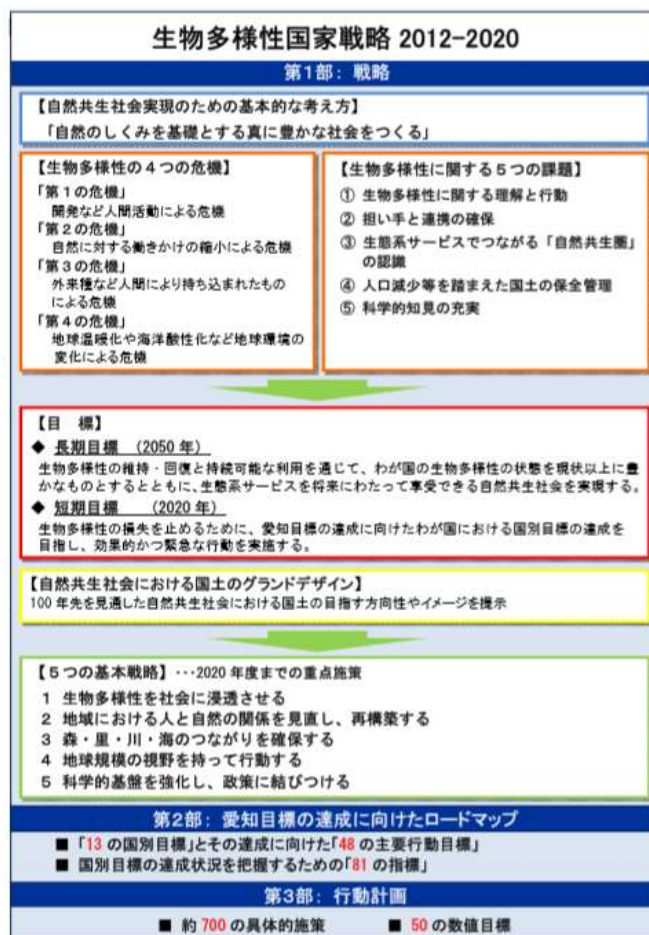 生物多様性国家戦略 2012-2020
第1部: 戦略
【自然共生社会実現のための基本的な考え方】
「自然のしくみを基礎とする真に豊かな社会をつくる」
【生物多様性の4つの危機】
「第1の危機」
開発など人間活動による危機
「第2の危機」
自然に対する働きかけの縮小による危機
「第3の危機」
外来種など人間により持ち込まれたもの
による危機
「第4の危機」
地球温暖化や海洋酸性化など地球環境の
変化による危機
【生物多様性に関する5つの課題】
① 生物多様性に関する理解と行動
② 担い手と連携の確保
③ 生態系サービスでつながる「自然共生圏」
の認識
④ 人口減少等を踏まえた国土の保全管理
⑤ 科学的知見の充実
【目 標】
◆ 長期目標 (2050 年)
生物多様性の維持・回復と持続可能な利用を通じて、わが国の生物多様性の状態を現状以上に豊
かなものとするとともに、生態系サービスを将来にわたって享受できる自然共生社会を実現する。
◆ 短期目標 (2020 年)
生物多様性の損失を止めるために、愛知目標の達成に向けたわが国における国別目標の達成を
目指し、効果的かつ緊急な行動を実施する。
【自然共生社会における国土のグランドデザイン】
100 年先を見通した自然共生社会における国土の目指す方向性やイメージを提示
【5つの基本戦略】・・・2020 年度までの重点施策
1 生物多様性を社会に浸透させる
2 地域における人と自然の関係を見直し、再構築する
3 森・里・川・海のつながりを確保する
4 地球規模の視野を持って行動する
5 科学的基盤を強化し、政策に結びつける
第2部: 愛知目標の達成に向けたロードマップ
■ 「13 の国別目標」とその達成に向けた「48 の主要行動目標」
■ 国別目標の達成状況を把握するための「81 の指標」
第3部: 行動計画
■ 約 700 の具体的施策 ■ 50 の数値目標